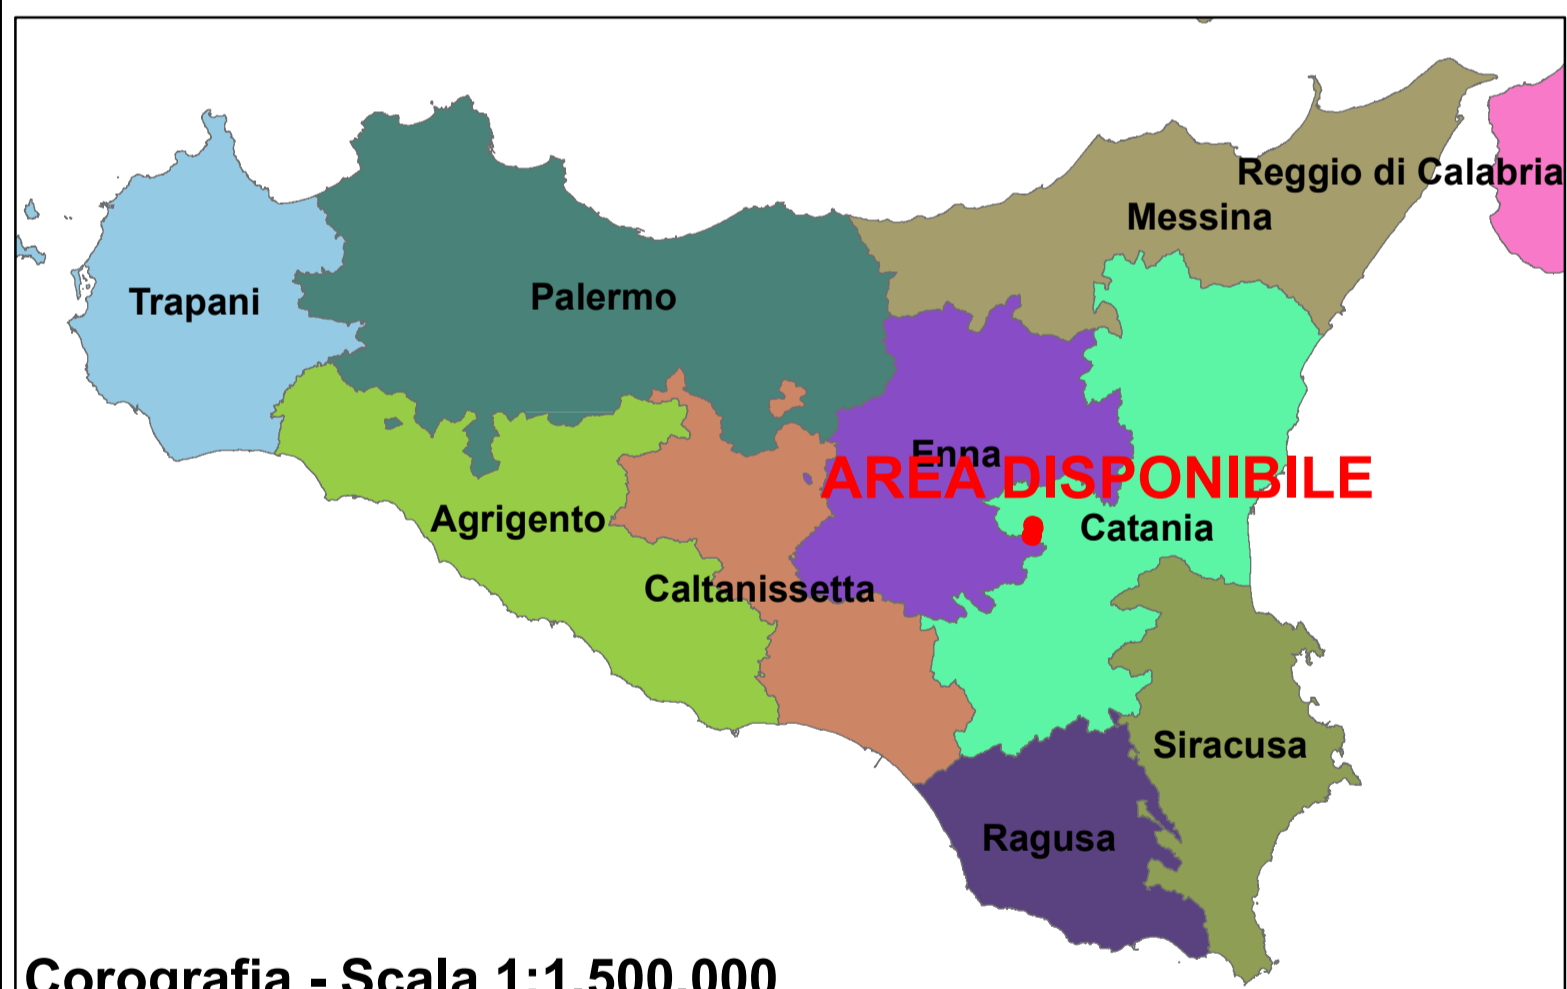 Reggio di Calabria
Messina
Trapani
Palermo
Enna
AREA DISPONIBILE
Agrigento
Catania
Caltanissetta
Siracusa
Ragusa
Corografia - Scala 1:1.500.000